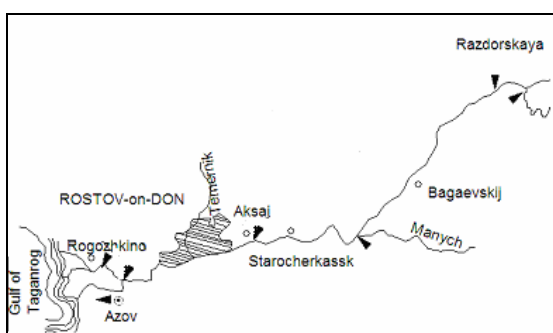 Razdorskaya
Bagaevskij
Manych
Temernik
ROSTOV-on-DON
Aksaj
Starocherkassk
Rogozhkino
Azov
Gulf of
Taganrog